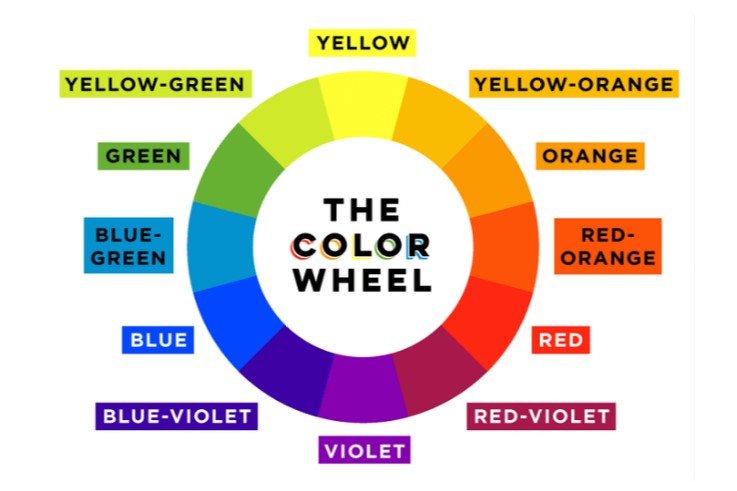 YELLOW
YELLOW-GREEN
YELLOW-ORANGE
GREEN
ORANGE
THE
COLOR
WHEEL
BLUE-
GREEN
RED-
ORANGE
BLUE
RED
BLUE-VIOLET
RED-VIOLET
VIOLET